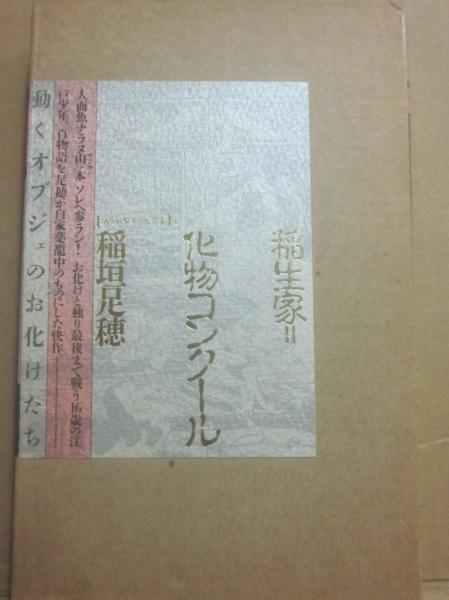 稲生家＝
化物コンクール
稲垣足穂
人面魚ナラヌ山ン本 ソレヘ参ラン！ お化けと独り最後まで戦う16歳の江
戸少年、百物語を足穂が自家薬籠中のものにした快作
動くオブジェのお化けたち